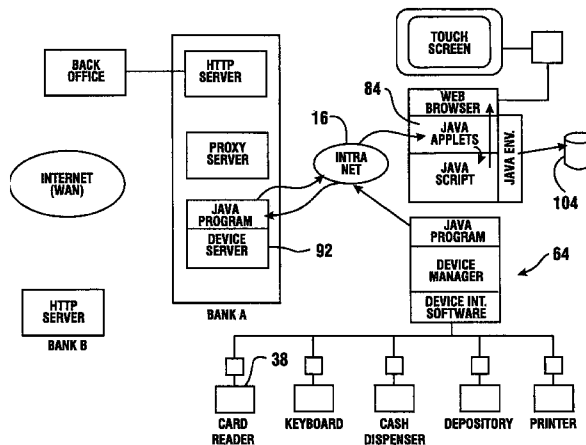 BACK
OFFICE
HTTP
SERVER
PROXY
SERVER
JAVA PROGRAM
DEVICE
SERVER
92
BANK A
INTERNET
(WAN)
HTTP
SERVER
BANK B
16
INTRA
NET
TOUCH
SCREEN
84
WEB
BROWSER
JAVA
APPLETS
JAVA
SCRIPT
JAVA ENV.
104
JAVA
PROGRAM
DEVICE
MANAGER
DEVICE INT.
SOFTWARE
64
38
CARD
READER
KEYBOARD
CASH
DISPENSER
DEPOSITORY
PRINTER